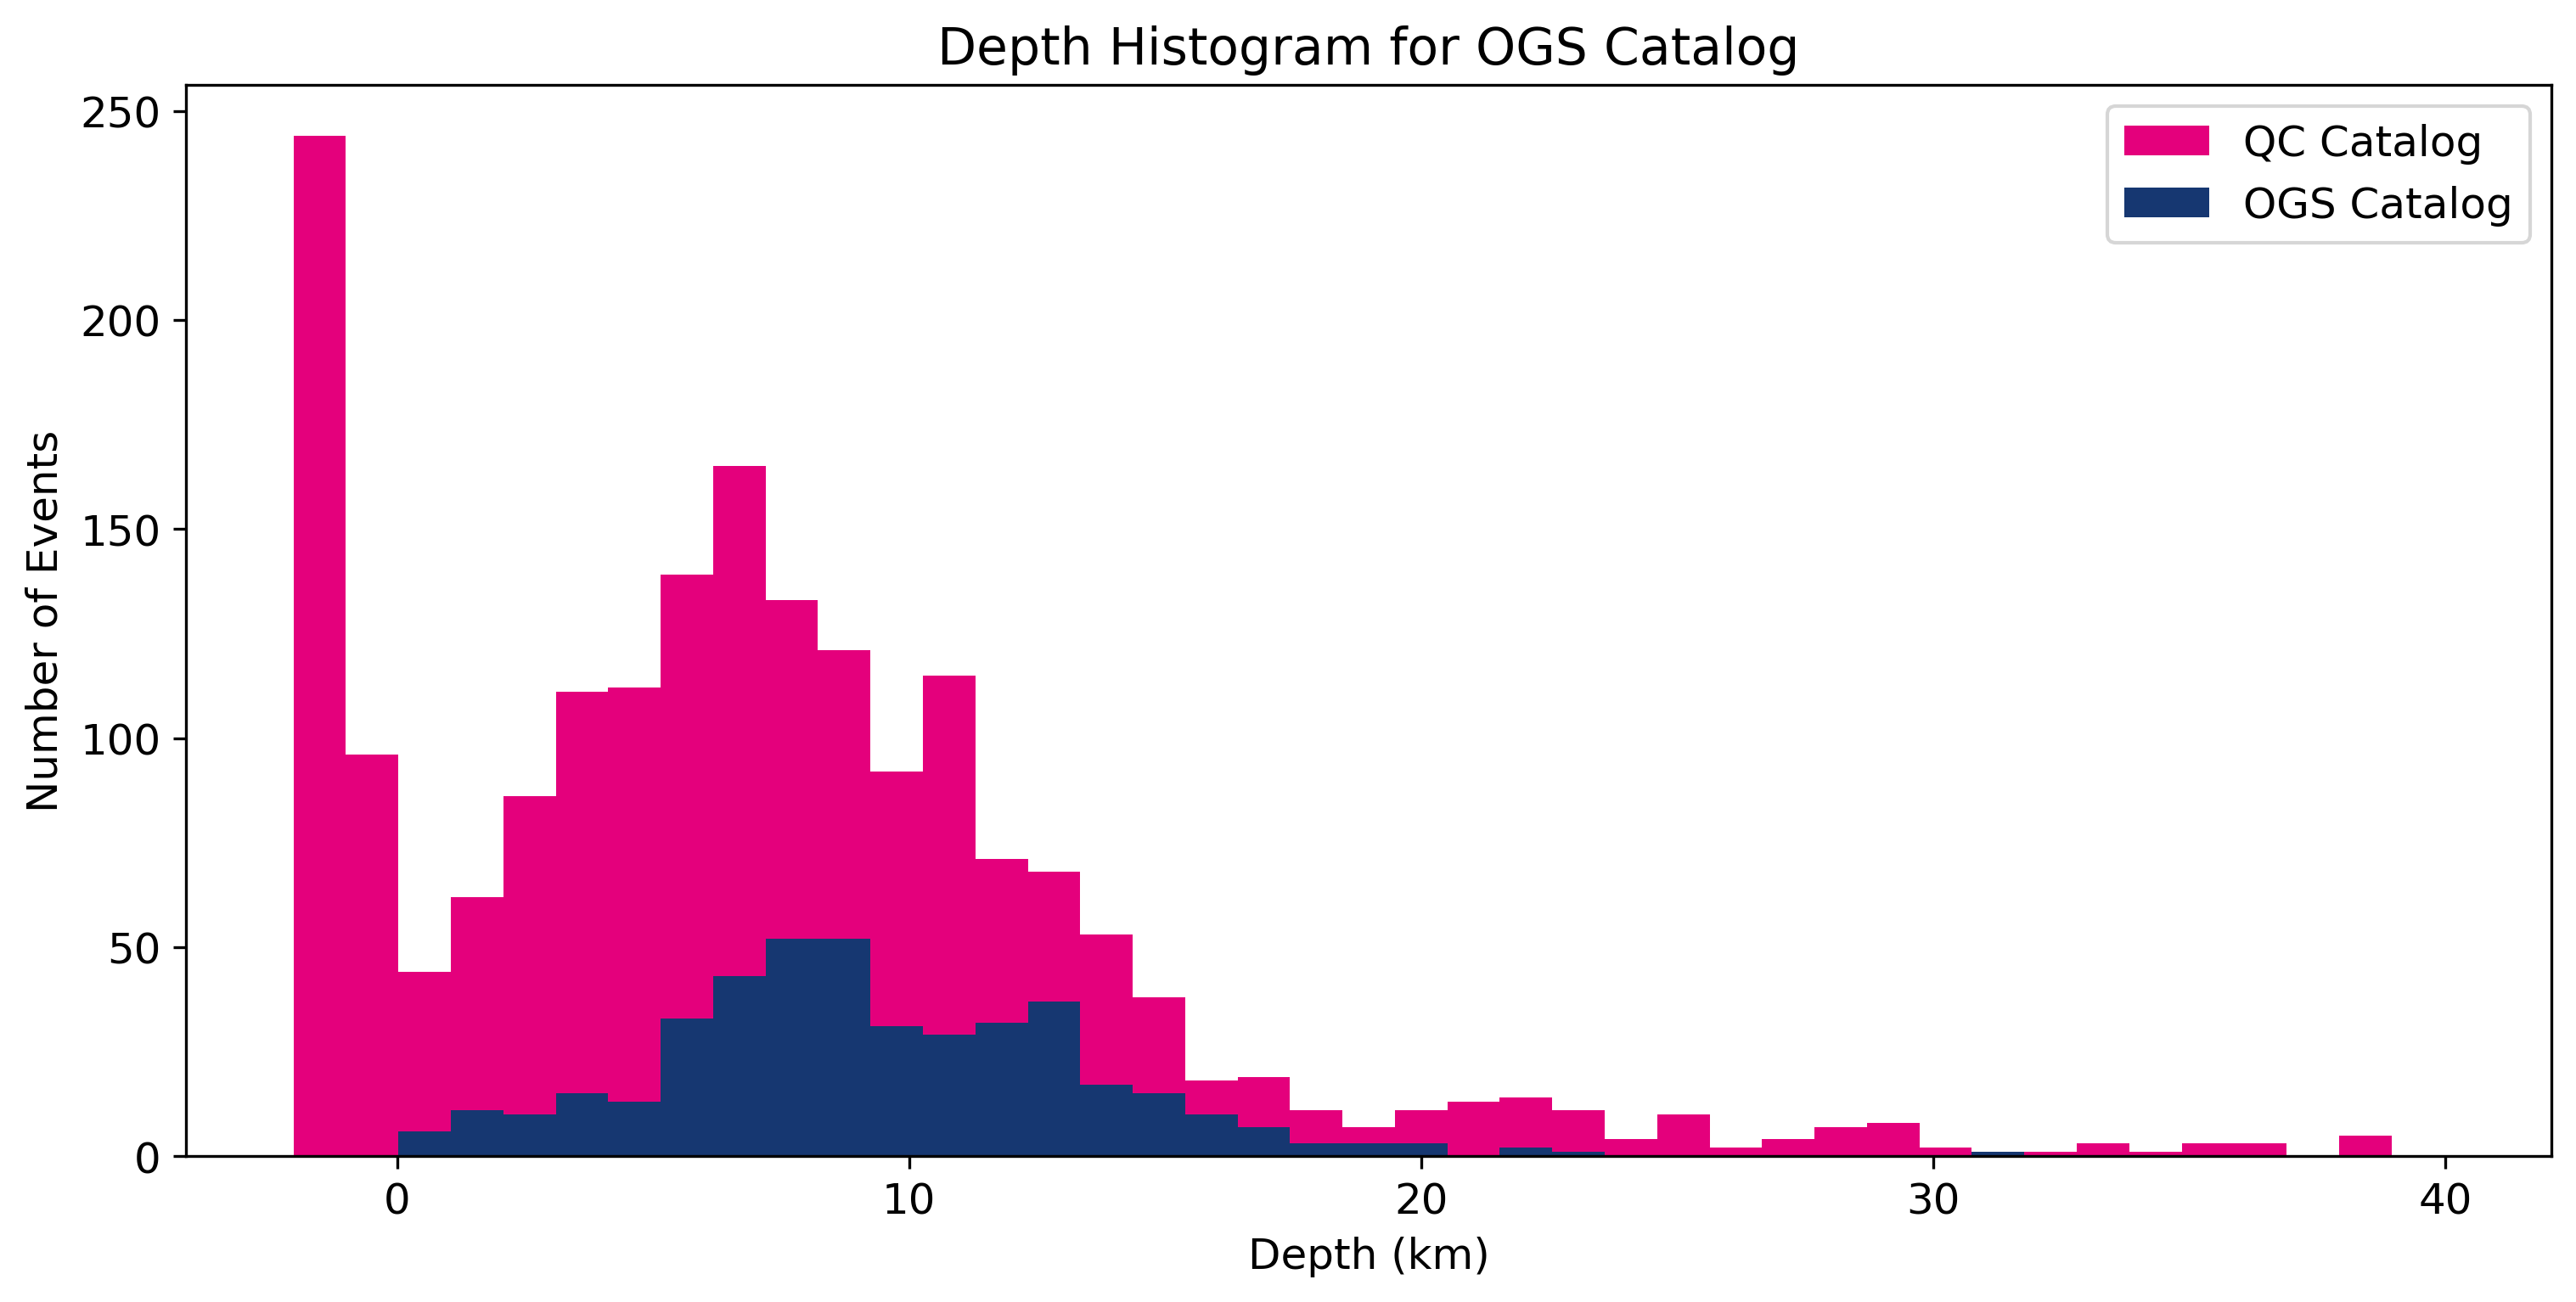 Depth Histogram for OGS Catalog
250
200
150
100
50
0
Number of Events
QC Catalog
OGS Catalog
0 10 20 30 40
Depth (km)